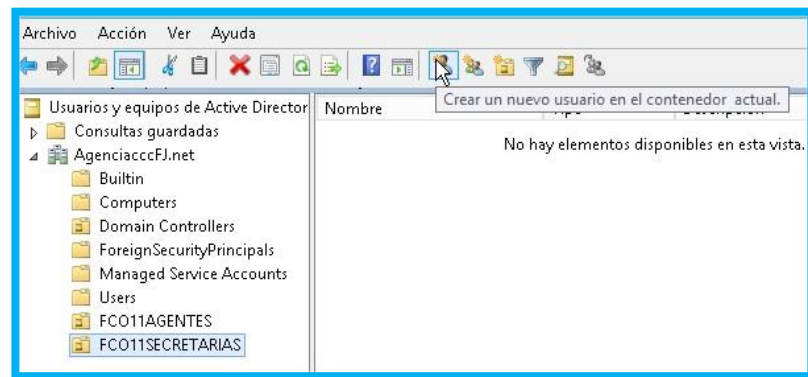 Archivo Acción Ver Ayuda
Crear un nuevo usuario en el contenedor actual.
Usuarios y equipos de Active Director
Nombre
Consultas guardadas
No hay elementos disponibles en esta vista.
AgenciacccFJ.net
Builtin
Computers
Domain Controllers
ForeignSecurityPrincipals
Managed Service Accounts
Users
FCO11AGENTES
FCO11SECRETARIAS